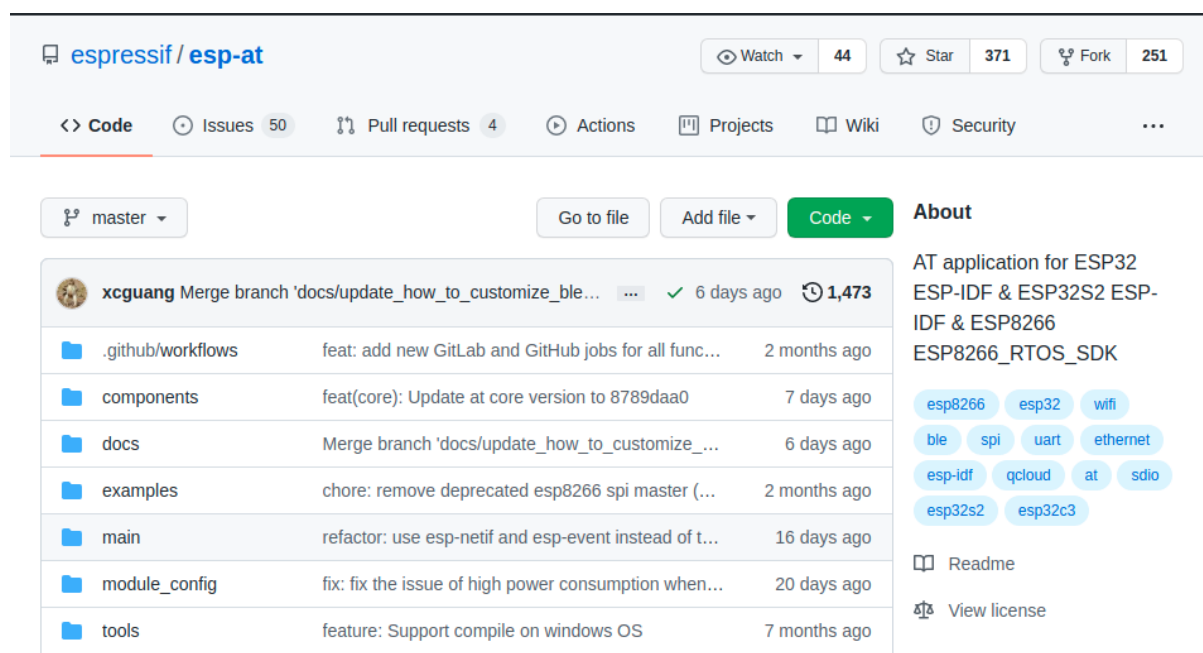 espressif / esp-at
Watch 44 Star 371 Fork 251
Code Issues 50 Pull requests 4 Actions Projects Wiki Security ...
master Go to file Add file Code
xcguang Merge branch 'docs/update_how_to_customize_ble... ... 6 days ago 1,473
.github/workflows feat: add new GitLab and GitHub jobs for all func... 2 months ago
components feat(core): Update at core version to 8789daa0 7 days ago
docs Merge branch 'docs/update_how_to_customize_... 6 days ago
examples chore: remove deprecated esp8266 spi master (... 2 months ago
main refactor: use esp-netif and esp-event instead of t... 16 days ago
module_config fix: fix the issue of high power consumption when... 20 days ago
tools feature: Support compile on windows OS 7 months ago
About
AT application for ESP32
ESP-IDF & ESP32S2 ESP-
IDF & ESP8266
ESP8266_RTOS_SDK
esp8266 esp32 wifi
ble spi uart ethernet
esp-idf qcloud at sdio
esp32s2 esp32c3
Readme
View license